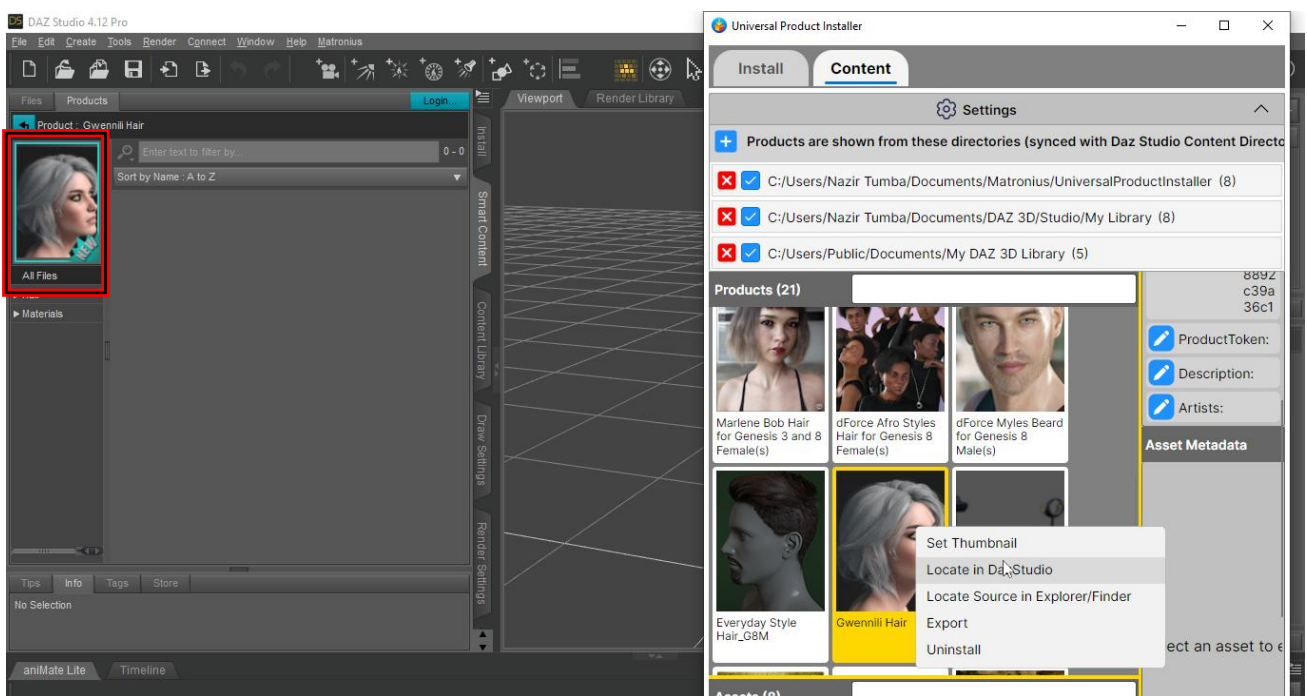 DS DAZ Studio 4.12 Pro
File Edit Create Tools Render Connect Window Help Matronius
Files Products Login...
Product : Gwennili Hair
Enter text to filter by... 0 - 0
Sort by Name : A to Z
NEW
All Files
Materials
Install
Smart Content
Content Library
Draw Settings
Render Settings
Tips Info Tags Store
No Selection
aniMate Lite Timeline
Viewport Render Library
Universal Product Installer
Install Content
Settings
Products are shown from these directories (synced with Daz Studio Content Directo
C:/Users/Nazir Tumba/Documents/Matronius/UniversalProductInstaller (8)
C:/Users/Nazir Tumba/Documents/DAZ 3D/Studio/My Library (8)
C:/Users/Public/Documents/My DAZ 3D Library (5)
Products (21)
Marlene Bob Hair
for Genesis 3 and 8
Female(s)
dForce Afro Styles
Hair for Genesis 8
Female(s)
dForce Myles Beard
for Genesis 8
Male(s)
Everyday Style
Hair_G8M
Gwennili Hair
Set Thumbnail
Locate in Daz Studio
Locate Source in Explorer/Finder
Export
Uninstall
8892
c39a
36c1
ProductToken:
Description:
Artists:
Asset Metadata
ect an asset to e
Assets (8)